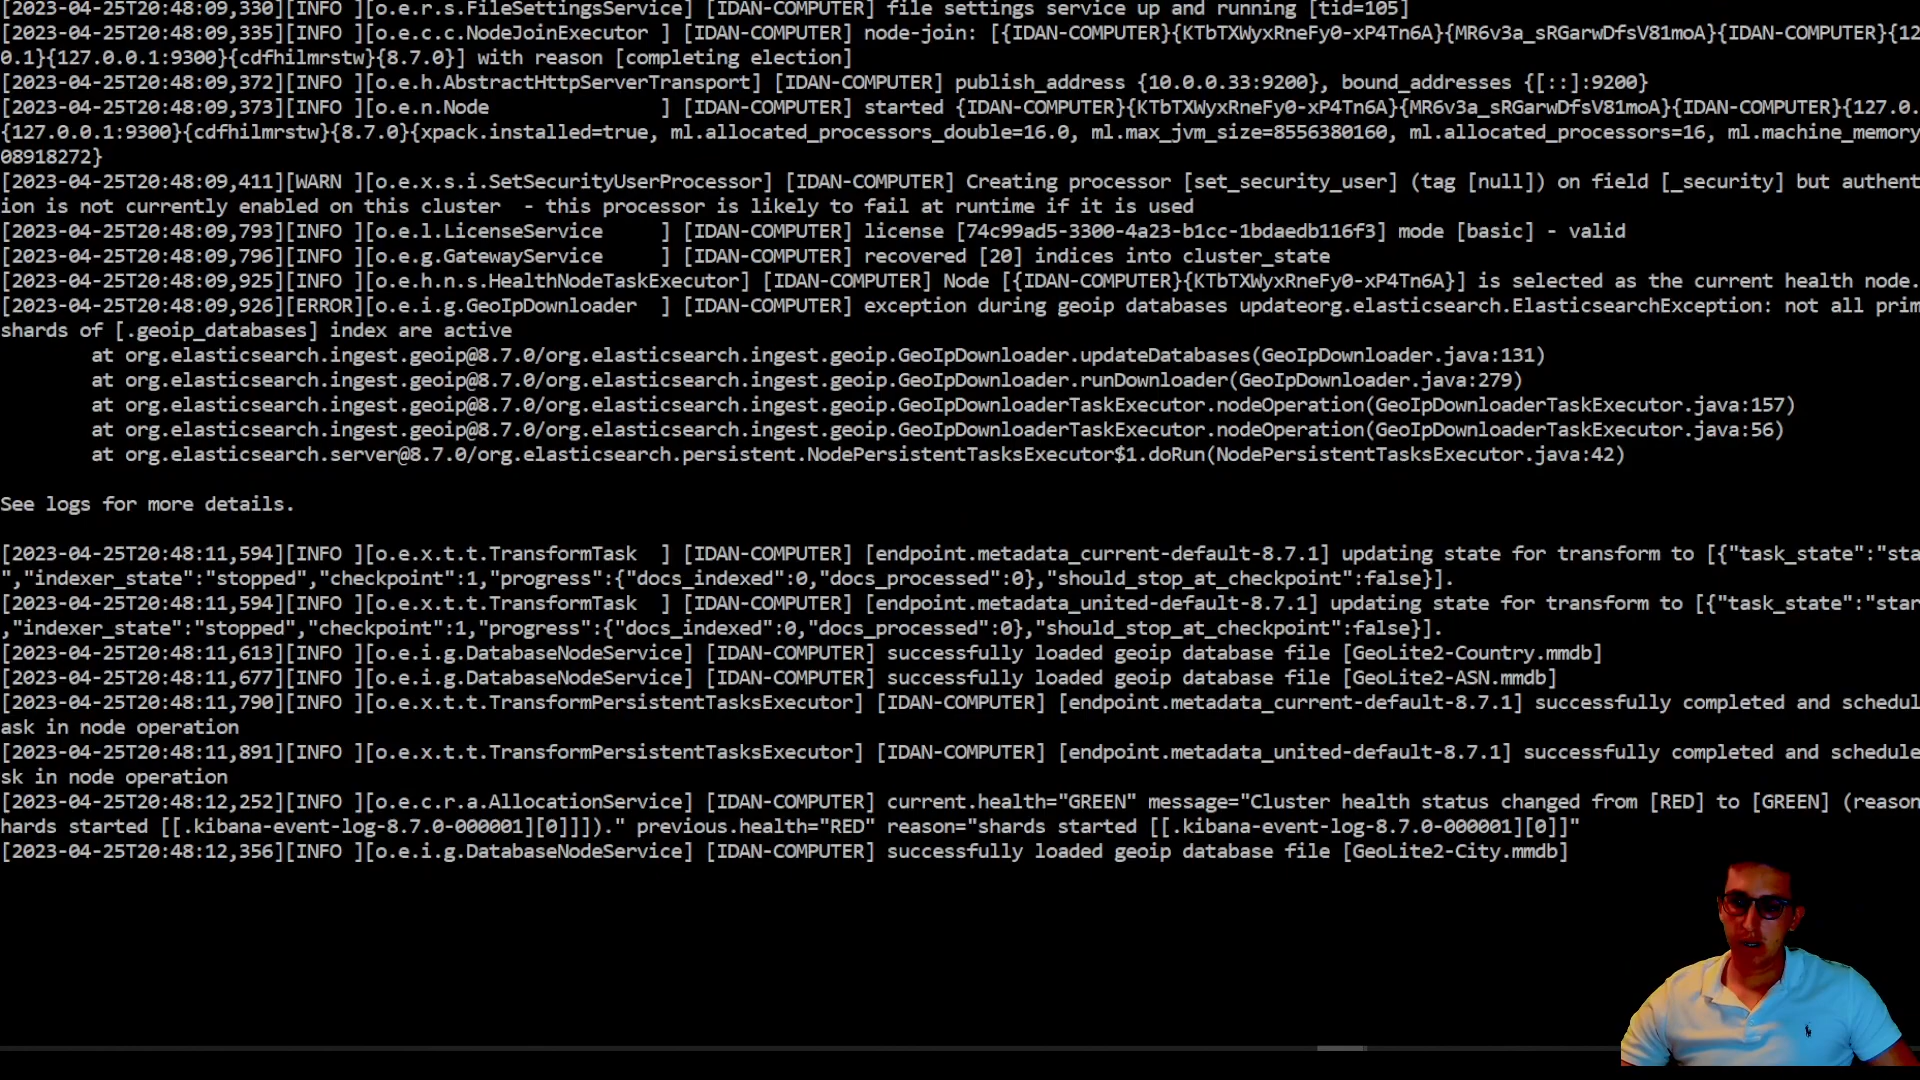 [2023-04-25T20:48:09,330][INFO ][o.e.r.s.FileSettingsService] [IDAN-COMPUTER] file settings service up and running [tid=105]
[2023-04-25T20:48:09,335][INFO ][o.e.c.c.NodeJoinExecutor ] [IDAN-COMPUTER] node-join: [{IDAN-COMPUTER}{KTbTXWyxRneFy0-xP4Tn6A}{MR6v3a_sRGarwDfsV81moA}{IDAN-COMPUTER}{12
0.1}{127.0.0.1:9300}{cdfhilmrstw}{8.7.0}] with reason [completing election]
[2023-04-25T20:48:09,372][INFO ][o.e.h.AbstractHttpServerTransport] [IDAN-COMPUTER] publish_address {10.0.0.33:9200}, bound_addresses {[::]:9200}
[2023-04-25T20:48:09,373][INFO ][o.e.n.Node               ] [IDAN-COMPUTER] started {IDAN-COMPUTER}{KTbTXWyxRneFy0-xP4Tn6A}{MR6v3a_sRGarwDfsV81moA}{IDAN-COMPUTER}{127.0.
{127.0.0.1:9300}{cdfhilmrstw}{8.7.0}{xpack.installed=true, ml.allocated_processors_double=16.0, ml.max_jvm_size=8556380160, ml.allocated_processors=16, ml.machine_memory
08918272}
[2023-04-25T20:48:09,411][WARN ][o.e.x.s.i.SetSecurityUserProcessor] [IDAN-COMPUTER] Creating processor [set_security_user] (tag [null]) on field [_security] but authent
ion is not currently enabled on this cluster  - this processor is likely to fail at runtime if it is used
[2023-04-25T20:48:09,793][INFO ][o.e.l.LicenseService     ] [IDAN-COMPUTER] license [74c99ad5-3300-4a23-b1cc-1bdaedb116f3] mode [basic] - valid
[2023-04-25T20:48:09,796][INFO ][o.e.g.GatewayService     ] [IDAN-COMPUTER] recovered [20] indices into cluster_state
[2023-04-25T20:48:09,925][INFO ][o.e.h.n.s.HealthNodeTaskExecutor] [IDAN-COMPUTER] Node [{IDAN-COMPUTER}{KTbTXWyxRneFy0-xP4Tn6A}] is selected as the current health node.
[2023-04-25T20:48:09,926][ERROR][o.e.i.g.GeoIpDownloader  ] [IDAN-COMPUTER] exception during geoip databases updateorg.elasticsearch.ElasticsearchException: not all prim
shards of [.geoip_databases] index are active
        at org.elasticsearch.ingest.geoip@8.7.0/org.elasticsearch.ingest.geoip.GeoIpDownloader.updateDatabases(GeoIpDownloader.java:131)
        at org.elasticsearch.ingest.geoip@8.7.0/org.elasticsearch.ingest.geoip.GeoIpDownloader.runDownloader(GeoIpDownloader.java:279)
        at org.elasticsearch.ingest.geoip@8.7.0/org.elasticsearch.ingest.geoip.GeoIpDownloaderTaskExecutor.nodeOperation(GeoIpDownloaderTaskExecutor.java:157)
        at org.elasticsearch.ingest.geoip@8.7.0/org.elasticsearch.ingest.geoip.GeoIpDownloaderTaskExecutor.nodeOperation(GeoIpDownloaderTaskExecutor.java:56)
        at org.elasticsearch.server@8.7.0/org.elasticsearch.persistent.NodePersistentTasksExecutor$1.doRun(NodePersistentTasksExecutor.java:42)
See logs for more details.
[2023-04-25T20:48:11,594][INFO ][o.e.x.t.t.TransformTask  ] [IDAN-COMPUTER] [endpoint.metadata_current-default-8.7.1] updating state for transform to [{"task_state":"sta
","indexer_state":"stopped","checkpoint":1,"progress":{"docs_indexed":0,"docs_processed":0},"should_stop_at_checkpoint":false}].
[2023-04-25T20:48:11,594][INFO ][o.e.x.t.t.TransformTask  ] [IDAN-COMPUTER] [endpoint.metadata_united-default-8.7.1] updating state for transform to [{"task_state":"star
,"indexer_state":"stopped","checkpoint":1,"progress":{"docs_indexed":0,"docs_processed":0},"should_stop_at_checkpoint":false}].
[2023-04-25T20:48:11,613][INFO ][o.e.i.g.DatabaseNodeService] [IDAN-COMPUTER] successfully loaded geoip database file [GeoLite2-Country.mmdb]
[2023-04-25T20:48:11,677][INFO ][o.e.i.g.DatabaseNodeService] [IDAN-COMPUTER] successfully loaded geoip database file [GeoLite2-ASN.mmdb]
[2023-04-25T20:48:11,790][INFO ][o.e.x.t.t.TransformPersistentTasksExecutor] [IDAN-COMPUTER] [endpoint.metadata_current-default-8.7.1] successfully completed and schedul
ask in node operation
[2023-04-25T20:48:11,891][INFO ][o.e.x.t.t.TransformPersistentTasksExecutor] [IDAN-COMPUTER] [endpoint.metadata_united-default-8.7.1] successfully completed and schedule
sk in node operation
[2023-04-25T20:48:12,252][INFO ][o.e.c.r.a.AllocationService] [IDAN-COMPUTER] current.health="GREEN" message="Cluster health status changed from [RED] to [GREEN] (reason
hards started [[.kibana-event-log-8.7.0-000001][0]])." previous.health="RED" reason="shards started [[.kibana-event-log-8.7.0-000001][0]]"
[2023-04-25T20:48:12,356][INFO ][o.e.i.g.DatabaseNodeService] [IDAN-COMPUTER] successfully loaded geoip database file [GeoLite2-City.mmdb]